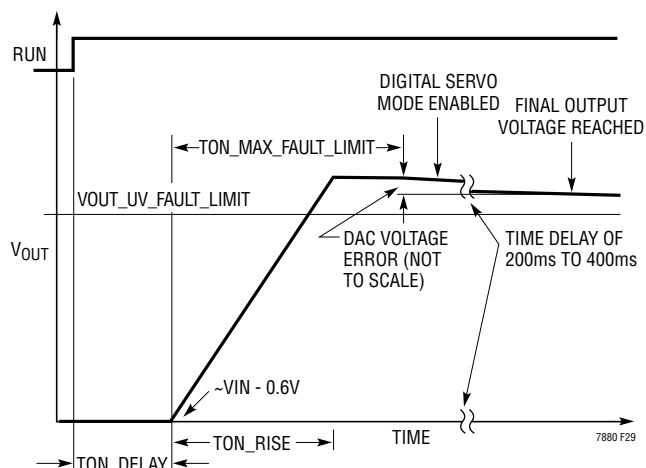 RUN
DIGITAL SERVO
MODE ENABLED
FINAL OUTPUT
VOLTAGE REACHED
TON_MAX_FAULT_LIMIT
VOUT_UV_FAULT_LIMIT
VOUT
DAC VOLTAGE
ERROR (NOT
TO SCALE)
TIME DELAY OF
200ms TO 400ms
~VIN - 0.6V
TON_RISE
TIME
7880 F29
TON_DELAY